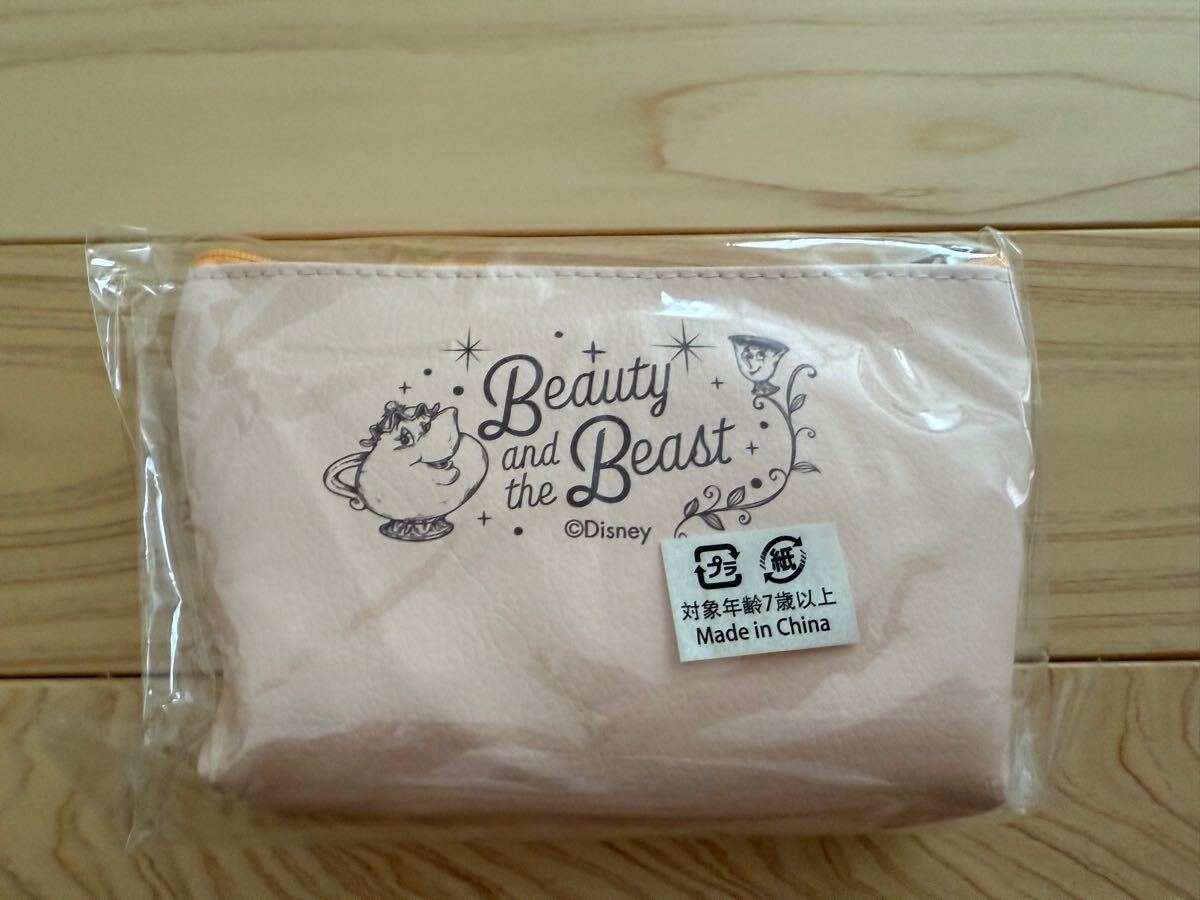 Beauty
and
the Beast
©Disney
プラ 紙
対象年齢7歳以上
Made in China